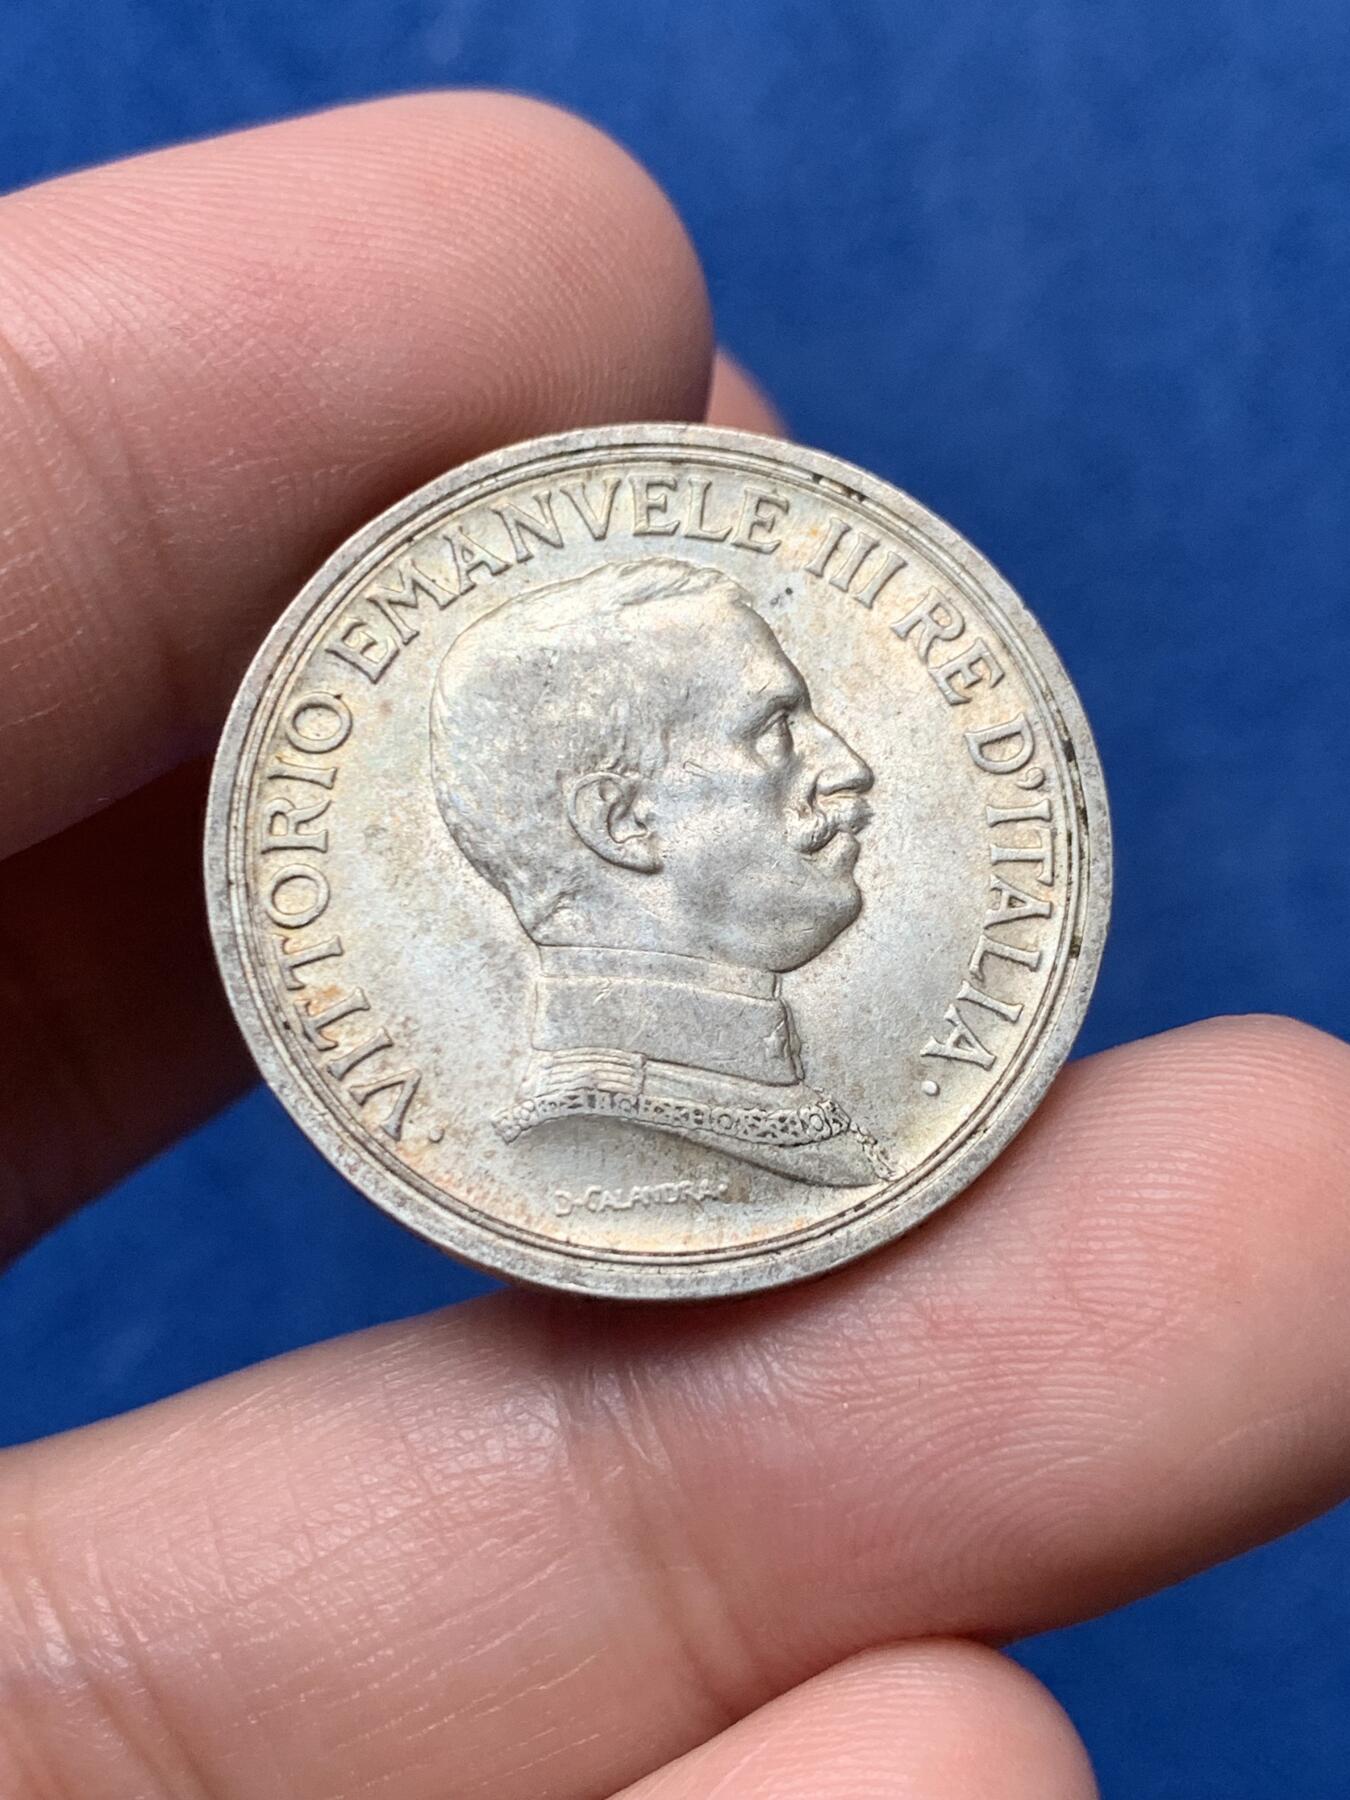 · VITTORIO EMANVELE III RE D'ITALIA ·
D·CALANDRA·